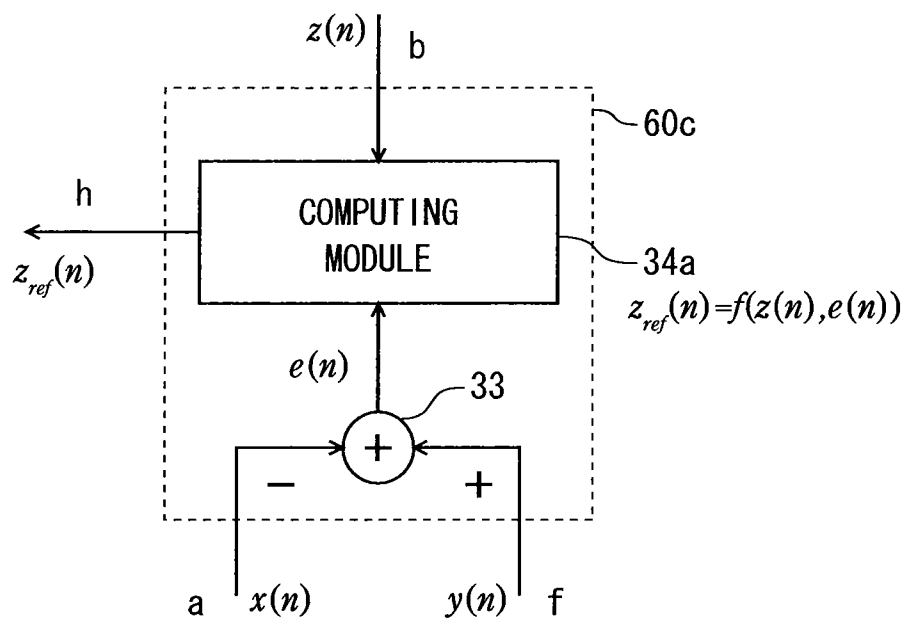 z(n) b
60c
h
COMPUTING
MODULE
z_ref(n)
34a
z_ref(n)=f(z(n),e(n))
e(n)
33
+
− +
a x(n) y(n) f